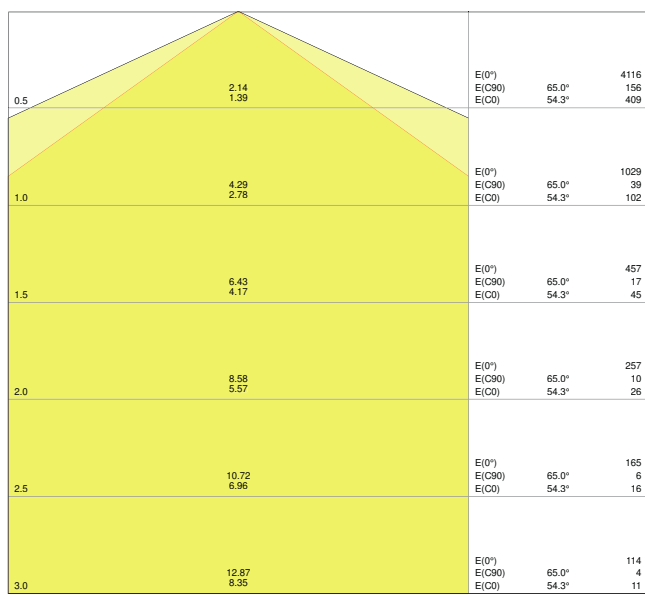 E(0°) 4116
2.14 E(C90) 65.0° 156
0.5 1.39 E(C0) 54.3° 409
E(0°) 1029
4.29 E(C90) 65.0° 39
1.0 2.78 E(C0) 54.3° 102
E(0°) 457
6.43 E(C90) 65.0° 17
1.5 4.17 E(C0) 54.3° 45
E(0°) 257
8.58 E(C90) 65.0° 10
2.0 5.57 E(C0) 54.3° 26
E(0°) 165
10.72 E(C90) 65.0° 6
2.5 6.96 E(C0) 54.3° 16
E(0°) 114
12.87 E(C90) 65.0° 4
3.0 8.35 E(C0) 54.3° 11